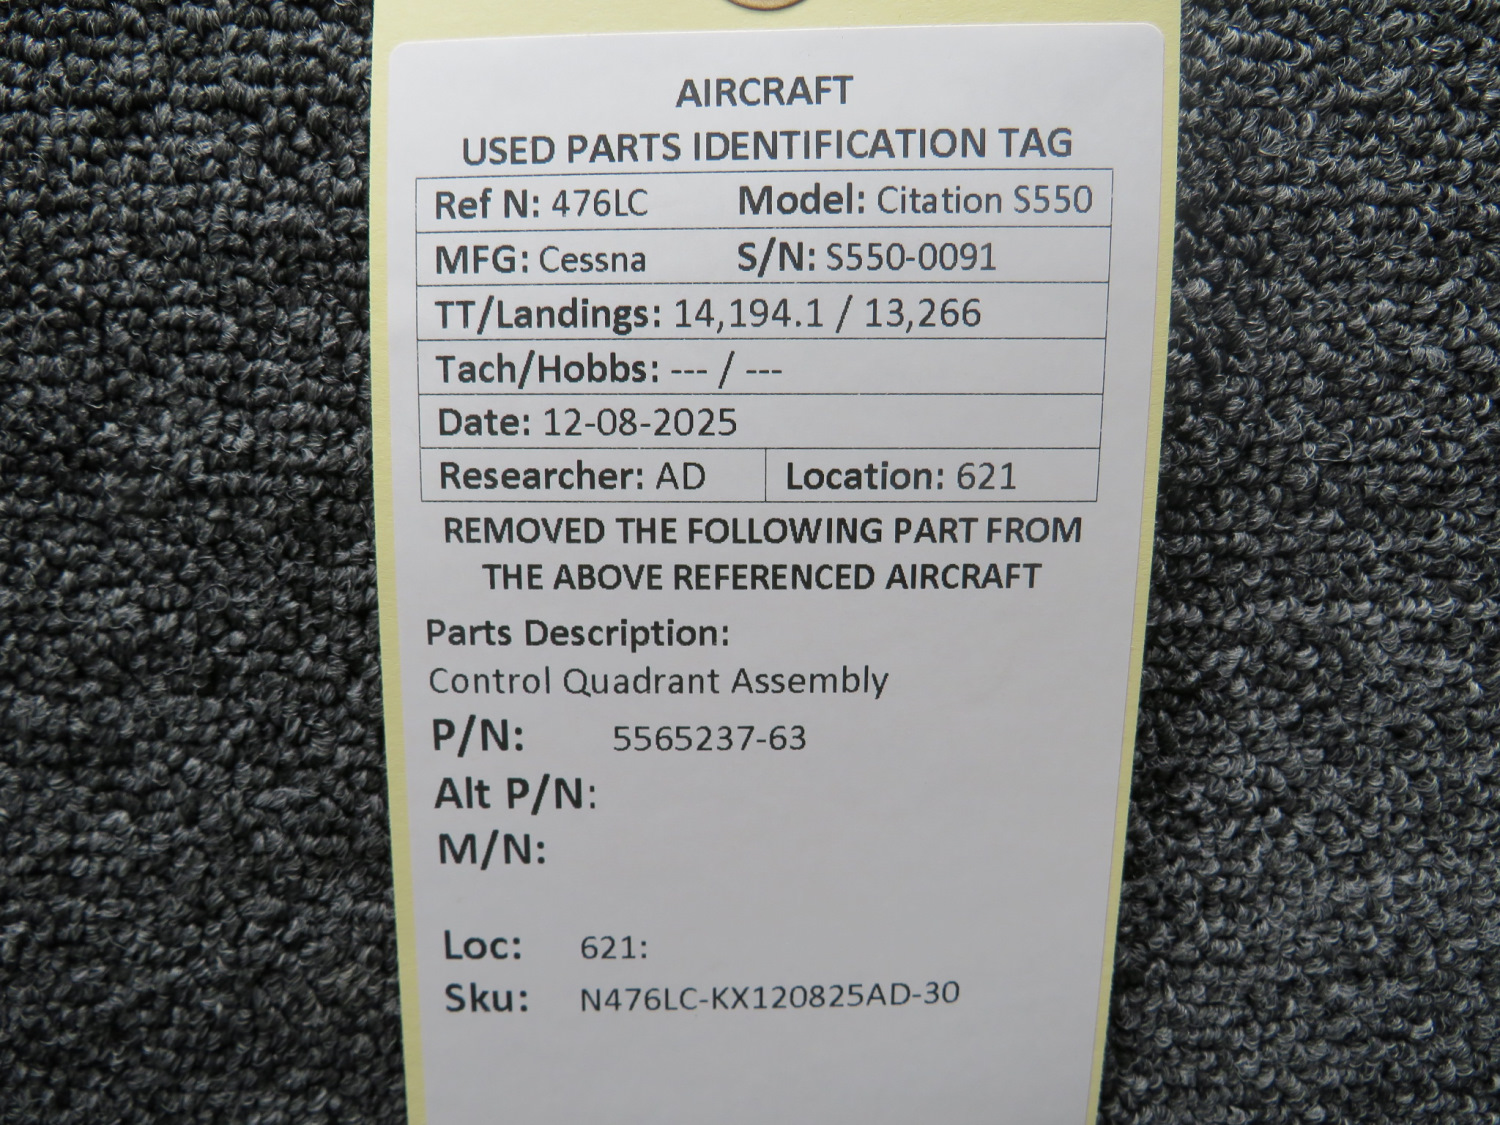 AIRCRAFT
USED PARTS IDENTIFICATION TAG
Ref N: 476LC Model: Citation S550
MFG: Cessna S/N: S550-0091
TT/Landings: 14,194.1 / 13,266
Tach/Hobbs: --- / ---
Date: 12-08-2025
Researcher: AD Location: 621
REMOVED THE FOLLOWING PART FROM
THE ABOVE REFERENCED AIRCRAFT
Parts Description:
Control Quadrant Assembly
P/N: 5565237-63
Alt P/N:
M/N:
Loc: 621:
Sku: N476LC-KX120825AD-30